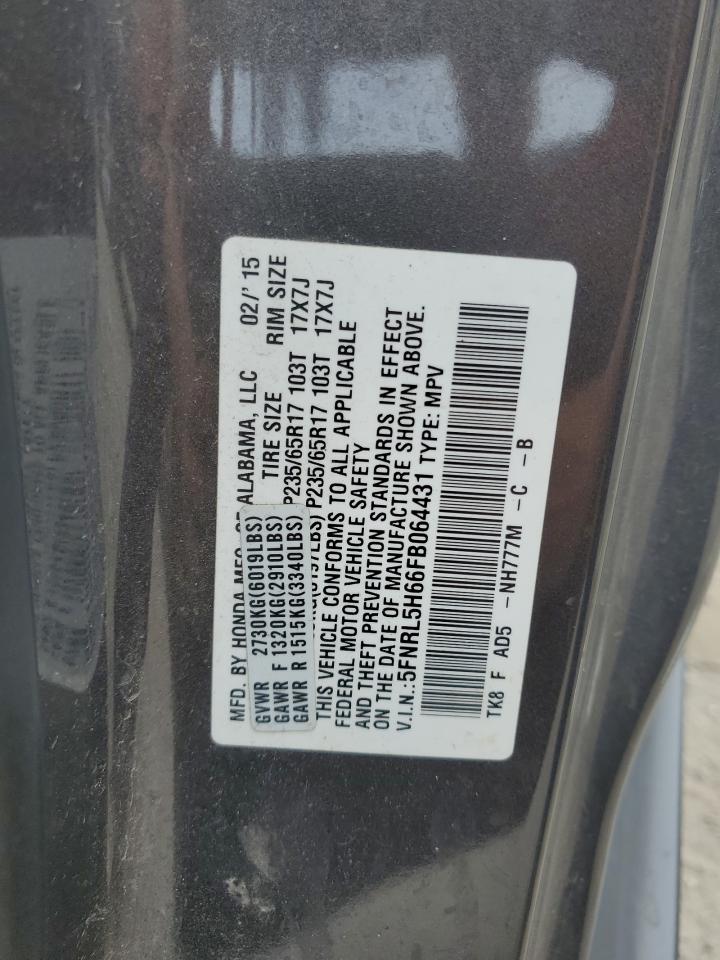 MFD. BY HONDA MFG. OF ALABAMA, LLC 02/'15
GVWR 2730KG(6019LBS) TIRE SIZE RIM SIZE
GAWR F 1320KG(2910LBS) P235/65R17 103T 17X7J
GAWR R 1515KG(3340LBS) P235/65R17 103T 17X7J
THIS VEHICLE CONFORMS TO ALL APPLICABLE
FEDERAL MOTOR VEHICLE SAFETY
AND THEFT PREVENTION STANDARDS IN EFFECT
ON THE DATE OF MANUFACTURE SHOWN ABOVE.
V.I.N.:5FNRL5H66FB064431 TYPE: MPV
TK8 F AD5 -NH777M -C -B